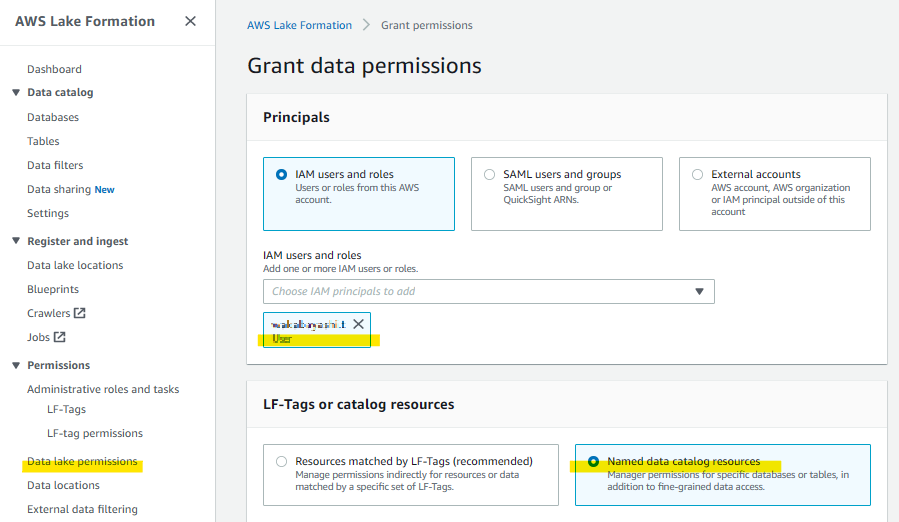 AWS Lake Formation
Dashboard
Data catalog
Databases
Tables
Data filters
Data sharing New
Settings
Register and ingest
Data lake locations
Blueprints
Crawlers
Jobs
Permissions
Administrative roles and tasks
LF-Tags
LF-tag permissions
Data lake permissions
Data locations
External data filtering
AWS Lake Formation > Grant permissions
Grant data permissions
Principals
IAM users and roles
Users or roles from this AWS
account.
SAML users and groups
SAML users and group or
QuickSight ARNs.
External accounts
AWS account, AWS organization
or IAM principal outside of this
account
IAM users and roles
Add one or more IAM users or roles.
Choose IAM principals to add
User
LF-Tags or catalog resources
Resources matched by LF-Tags (recommended)
Manage permissions indirectly for resources or data
matched by a specific set of LF-Tags.
Named data catalog resources
Manager permissions for specific databases or tables, in
addition to fine-grained data access.